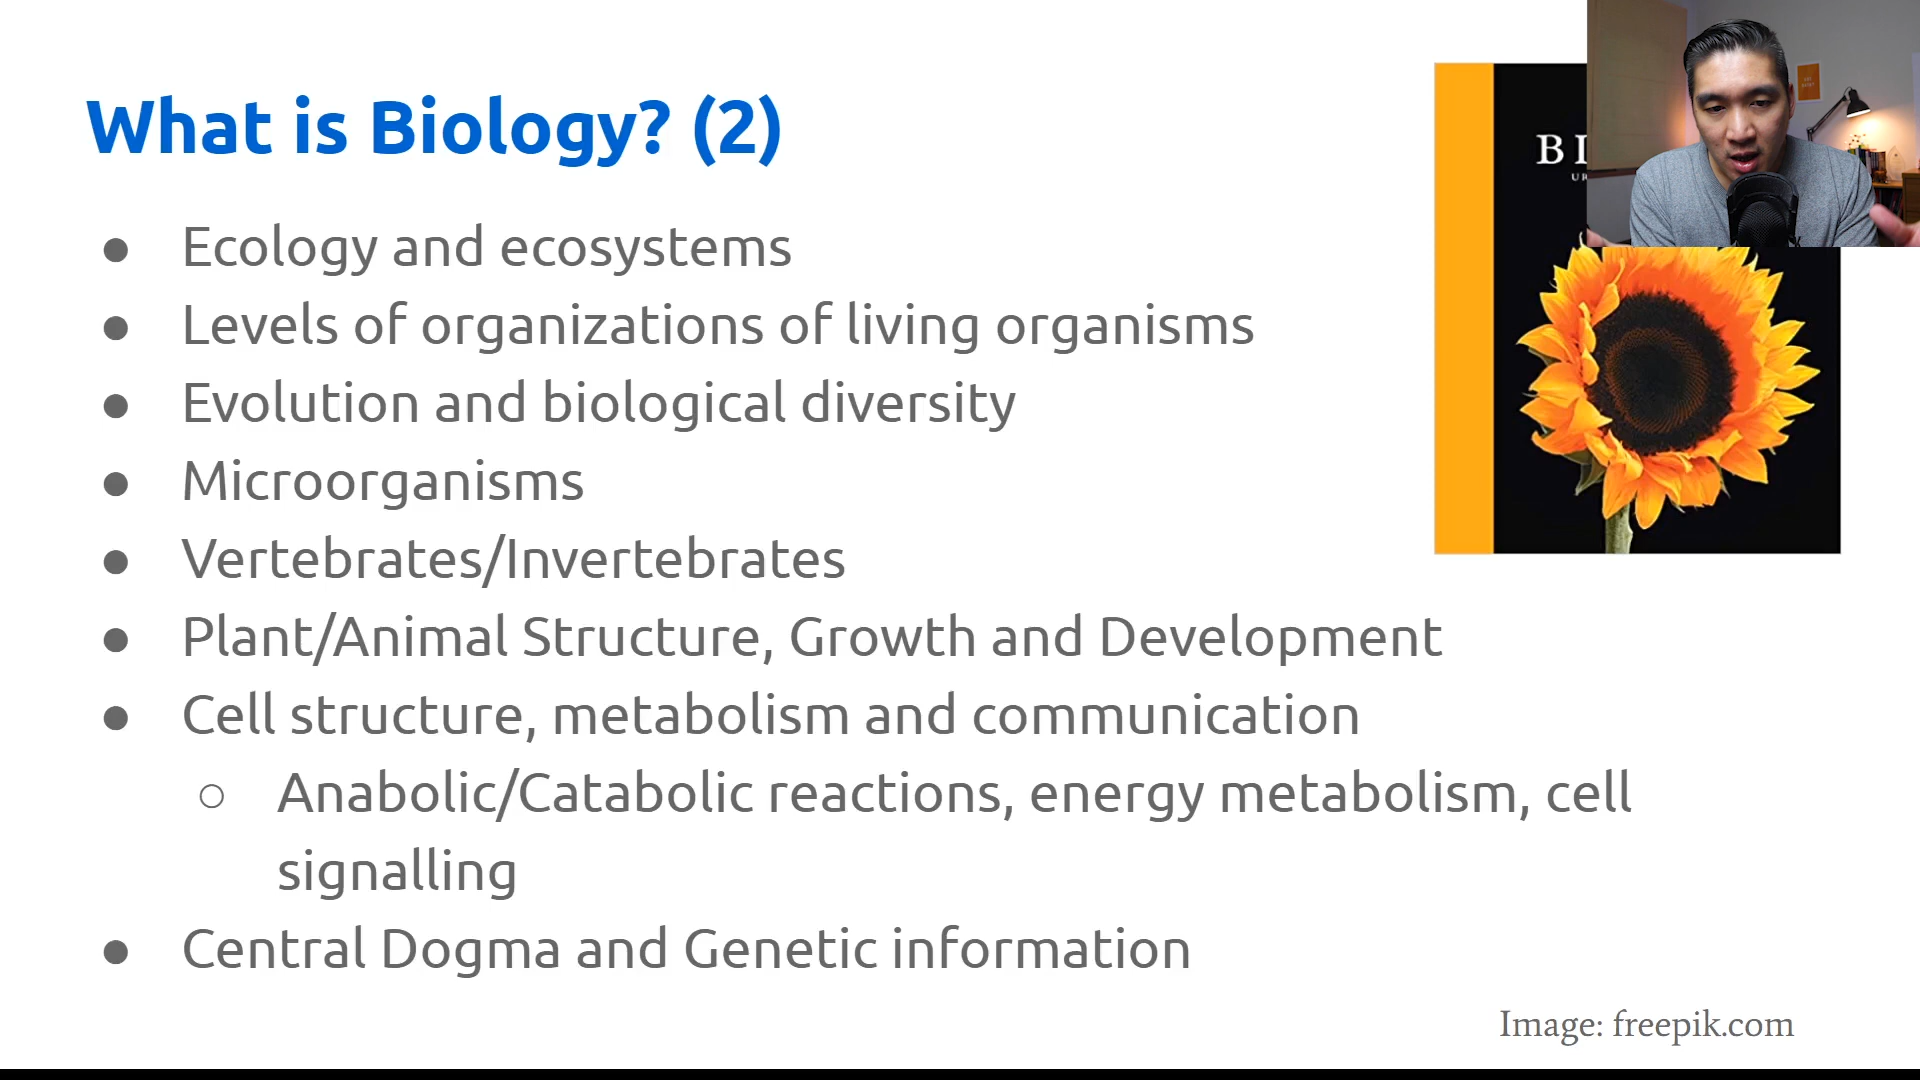 What is Biology? (2)
● Ecology and ecosystems
● Levels of organizations of living organisms
● Evolution and biological diversity
● Microorganisms
● Vertebrates/Invertebrates
● Plant/Animal Structure, Growth and Development
● Cell structure, metabolism and communication
○ Anabolic/Catabolic reactions, energy metabolism, cell
signalling
● Central Dogma and Genetic information
Image: freepik.com